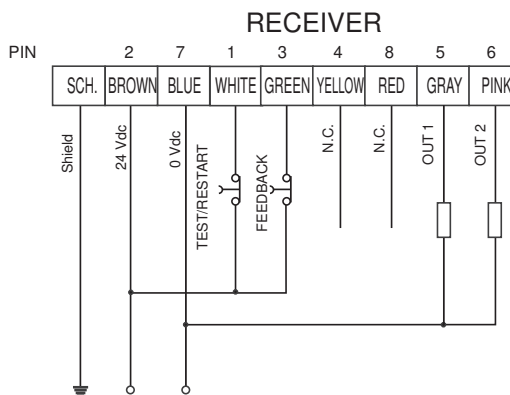 RECEIVER
PIN 2 7 1 3 4 8 5 6
SCH. BROWN BLUE WHITE GREEN YELLOW RED GRAY PINK
Shield
24 Vdc
0 Vdc
TEST/RESTART
FEEDBACK
N.C.
N.C.
OUT 1
OUT 2